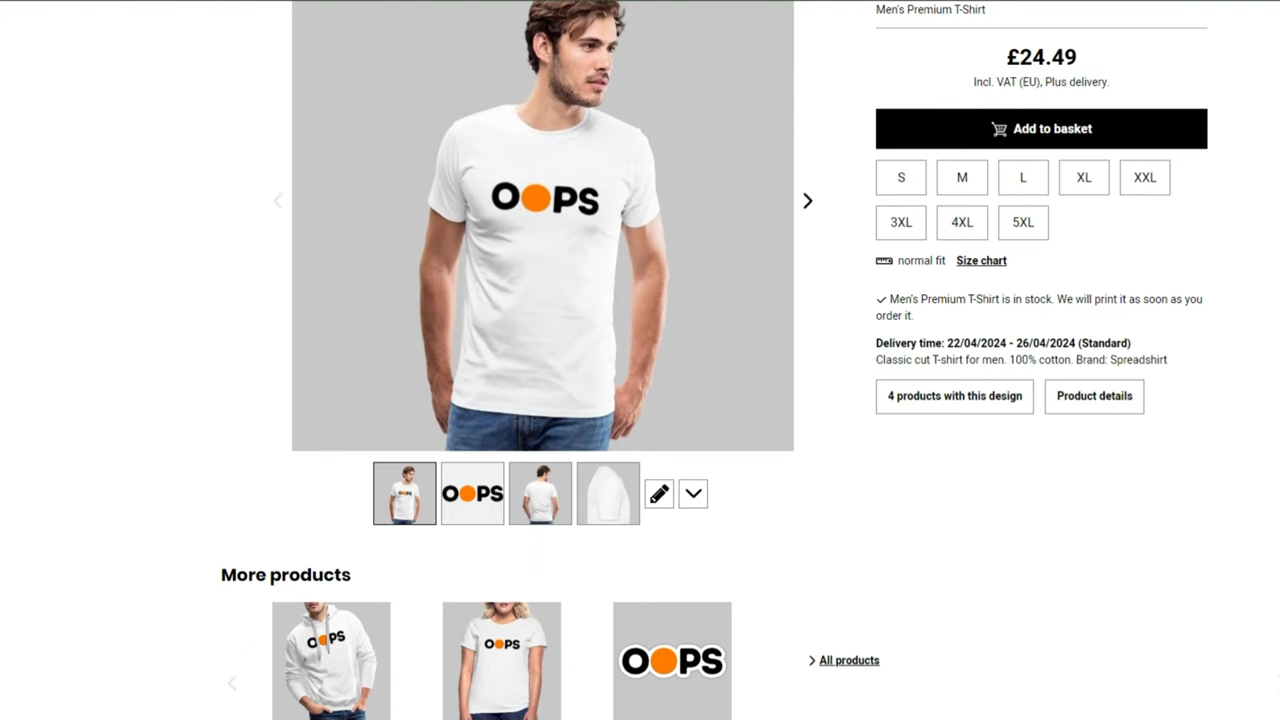 Men's Premium T-Shirt
£24.49
Incl. VAT (EU), Plus delivery.
Add to basket
S M L XL XXL
3XL 4XL 5XL
normal fit Size chart
Men's Premium T-Shirt is in stock. We will print it as soon as you
order it.
Delivery time: 22/04/2024 - 26/04/2024 (Standard)
Classic cut T-shirt for men. 100% cotton. Brand: Spreadshirt
4 products with this design Product details
OOPS
OOPS
OOPS
More products
OOPS
OOPS
OOPS
All products